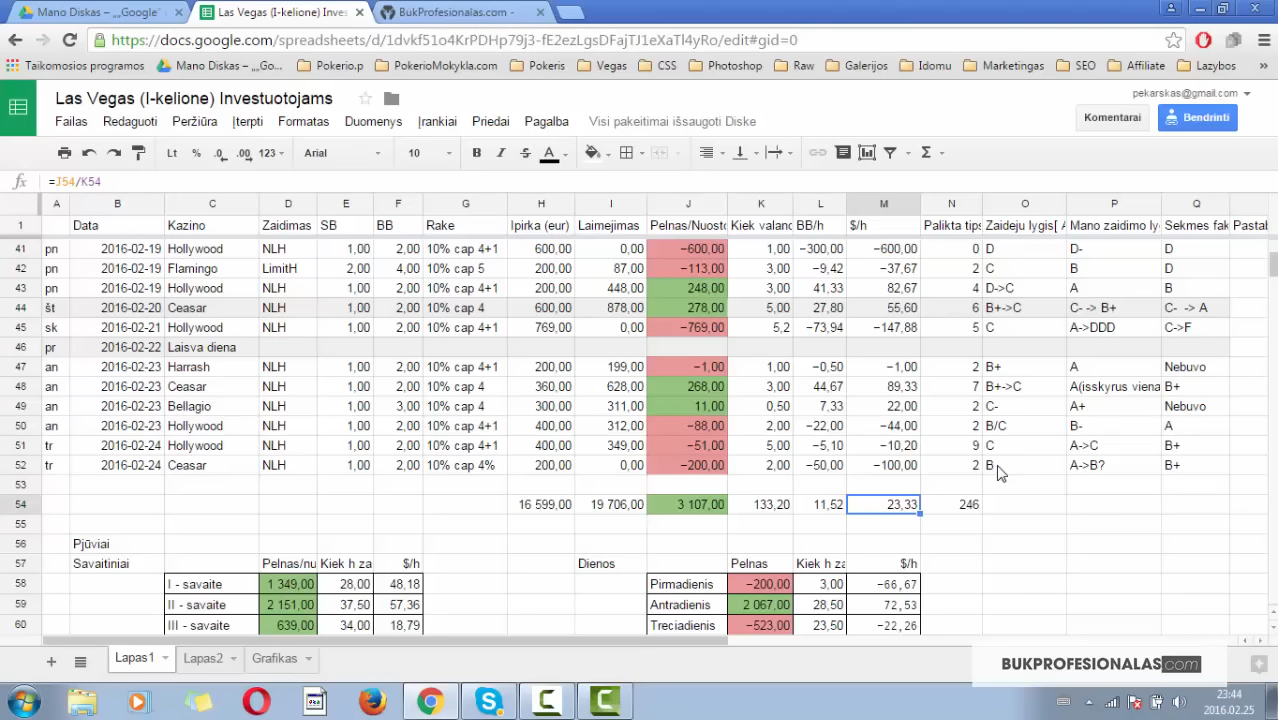 Mano Diskas – „„Google"
Las Vegas (I-kelione) Inves
BukProfesionalas.com -
https://docs.google.com/spreadsheets/d/1dvkf51o4KrPDHp79j3-fE2ezLgsDFajTJ1eXaTl4yRo/edit#gid=0
Taikomosios programos Mano Diskas – „„Go... Pokerio.p PokerioMokykla.com Pokeris Vegas CSS Photoshop Raw Galerijos Idomu Marketingas SEO Affiliate Lazybos »
Las Vegas (I-kelione) Investuotojams
pekarskas@gmail.com
Failas Redaguoti Peržiūra Įterpti Formatas Duomenys Įrankiai Priedai Pagalba Visi pakeitimai išsaugoti Diske
Komentarai Bendrinti
Lt % .0 .00 123 Arial 10 B I S A Σ
fx =J54/K54
A B C D E F G H I J K L M N O P Q
1 Data Kazino Zaidimas SB BB Rake Ipirka (eur) Laimejimas Pelnas/Nuosto Kiek valanc BB/h $/h Palikta tips Zaideju lygis[ A Mano zaidimo ly Sekmes fak Pastab
41 pn 2016-02-19 Hollywood NLH 1,00 2,00 10% cap 4+1 600,00 0,00 −600,00 1,00 −300,00 −600,00 0 D D- D
42 pn 2016-02-19 Flamingo LimitH 2,00 4,00 10% cap 5 200,00 87,00 −113,00 3,00 −9,42 −37,67 2 C B D
43 pn 2016-02-19 Hollywood NLH 1,00 2,00 10% cap 4+1 200,00 448,00 248,00 3,00 41,33 82,67 4 D->C A B
44 št 2016-02-20 Ceasar NLH 1,00 2,00 10% cap 4 600,00 878,00 278,00 5,00 27,80 55,60 6 B+->C C- -> B+ C- -> A
45 sk 2016-02-21 Hollywood NLH 1,00 2,00 10% cap 4+1 769,00 0,00 −769,00 5,2 −73,94 −147,88 5 C A->DDD C->F
46 pr 2016-02-22 Laisva diena
47 an 2016-02-23 Harrash NLH 1,00 2,00 10% cap 4+1 200,00 199,00 −1,00 1,00 −0,50 −1,00 2 B+ A Nebuvo
48 an 2016-02-23 Ceasar NLH 1,00 2,00 10% cap 4 360,00 628,00 268,00 3,00 44,67 89,33 7 B+->C A(isskyrus viena B+
49 an 2016-02-23 Bellagio NLH 1,00 3,00 10% cap 4 300,00 311,00 11,00 0,50 7,33 22,00 2 C- A+ Nebuvo
50 an 2016-02-23 Hollywood NLH 1,00 2,00 10% cap 4+1 400,00 312,00 −88,00 2,00 −22,00 −44,00 2 B/C B- A
51 tr 2016-02-24 Hollywood NLH 1,00 2,00 10% cap 4+1 400,00 349,00 −51,00 5,00 −5,10 −10,20 9 C A->C B+
52 tr 2016-02-24 Ceasar NLH 1,00 2,00 10% cap 4% 200,00 0,00 −200,00 2,00 −50,00 −100,00 2 B A->B? B+
53
54 16 599,00 19 706,00 3 107,00 133,20 11,52 23,33 246
55
56 Pjūviai
57 Savaitiniai Pelnas/nu Kiek h za $/h Dienos Pelnas Kiek h za $/h
58 I - savaite 1 349,00 28,00 48,18 Pirmadienis −200,00 3,00 −66,67
59 II - savaite 2 151,00 37,50 57,36 Antradienis 2 067,00 28,50 72,53
60 III - savaite 639,00 34,00 18,79 Treciadienis −523,00 23,50 −22,26
+ Lapas1 Lapas2 Grafikas
BUKPROFESIONALAS.com
23:44
2016.02.25